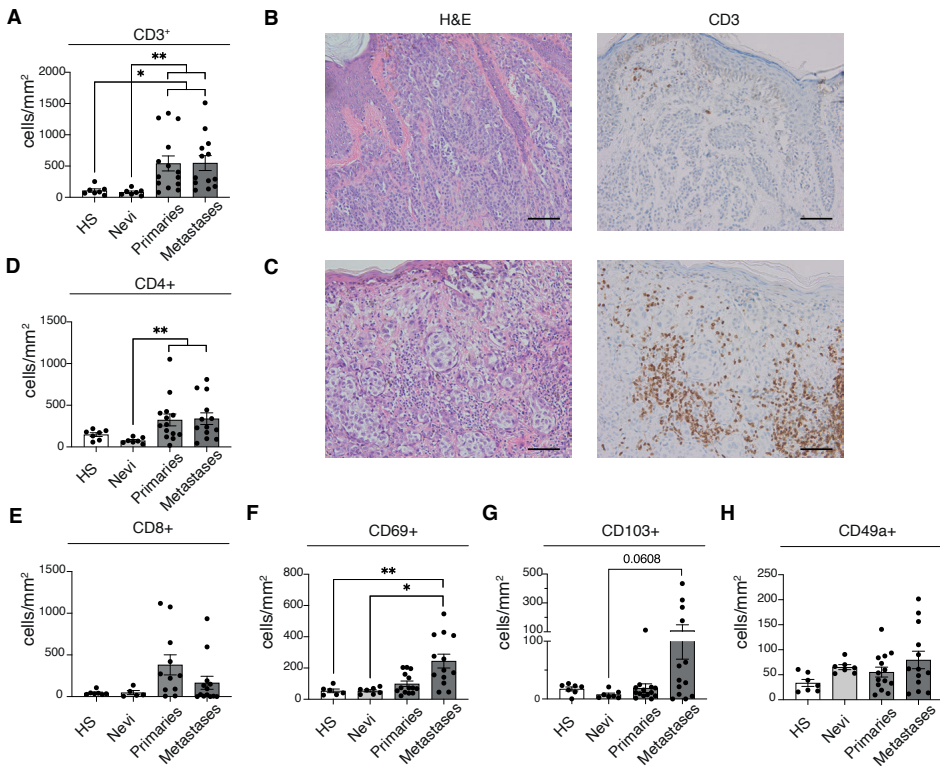 A
CD3⁺
**
*
cells/mm²
2000
1500
1000
500
0
HS
Nevi
Primaries
Metastases
B
H&E
CD3
C
D
CD4+
**
cells/mm²
1500
1000
500
0
HS
Nevi
Primaries
Metastases
E
CD8+
cells/mm²
1500
1000
500
0
HS
Nevi
Primaries
Metastases
F
CD69+
**
*
cells/mm²
800
600
400
200
0
HS
Nevi
Primaries
Metastases
G
CD103+
0.0608
cells/mm²
500
400
300
200
100
100
50
0
HS
Nevi
Primaries
Metastases
H
CD49a+
cells/mm²
250
200
150
100
50
0
HS
Nevi
Primaries
Metastases